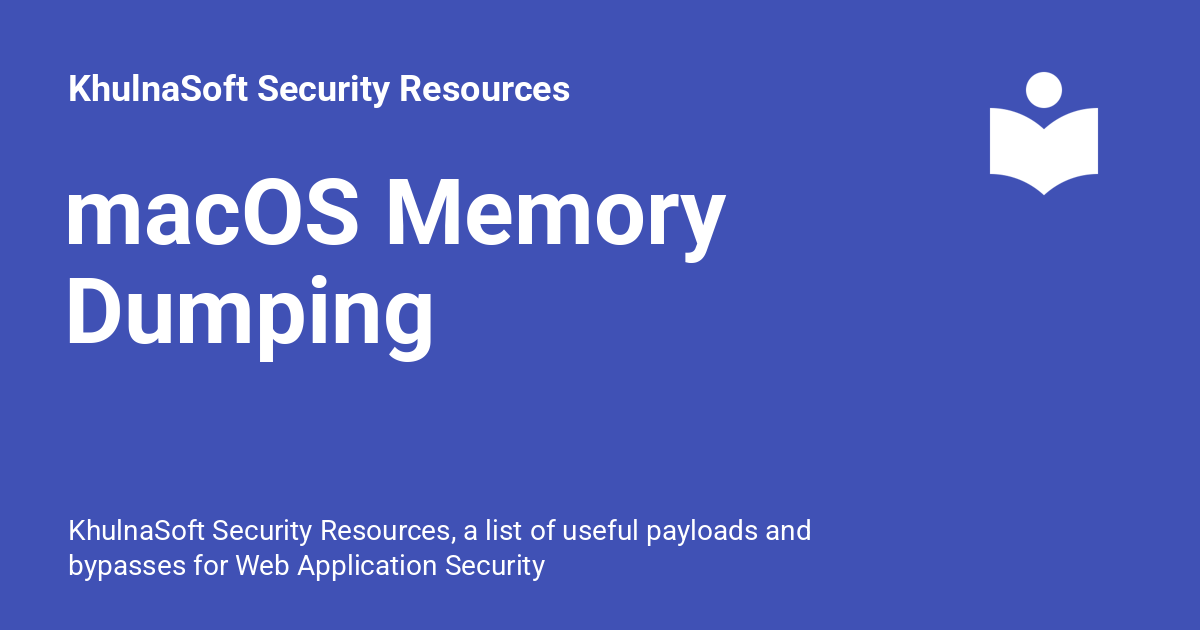 KhulnaSoft Security Resources
macOS Memory
Dumping
KhulnaSoft Security Resources, a list of useful payloads and
bypasses for Web Application Security